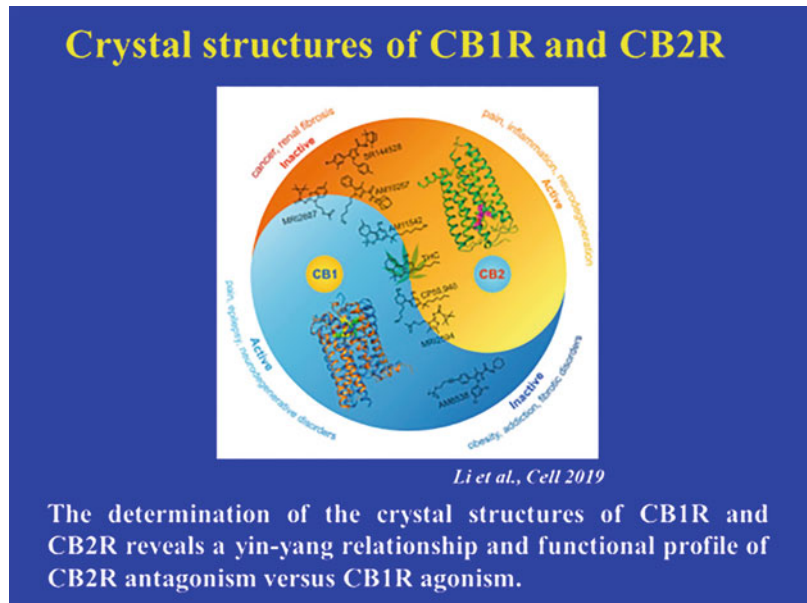 Crystal structures of CB1R and CB2R
cancer, renal fibrosis
Inactive
pain, inflammation, neurodegeneration
Active
SR144528
AM10257
MRI2687
AM11542
THC
CB1
CB2
CP55,940
MRI2594
AM6538
Active
pain, epilepsy, neurodegenerative disorders
Inactive
obesity, addiction, fibrotic disorders
Li et al., Cell 2019
The determination of the crystal structures of CB1R and
CB2R reveals a yin-yang relationship and functional profile of
CB2R antagonism versus CB1R agonism.